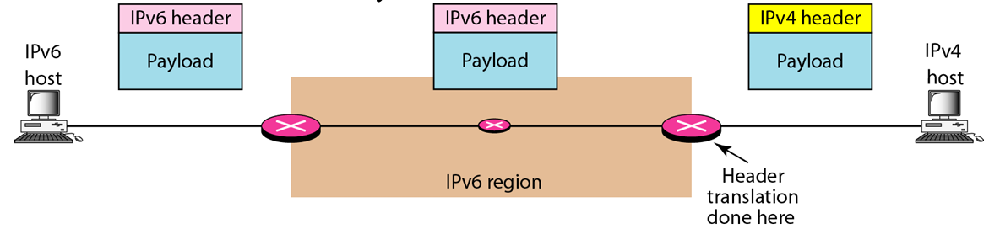 IPv6 header
Payload
IPv6 header
Payload
IPv4 header
Payload
IPv6
host
IPv4
host
IPv6 region
Header
translation
done here